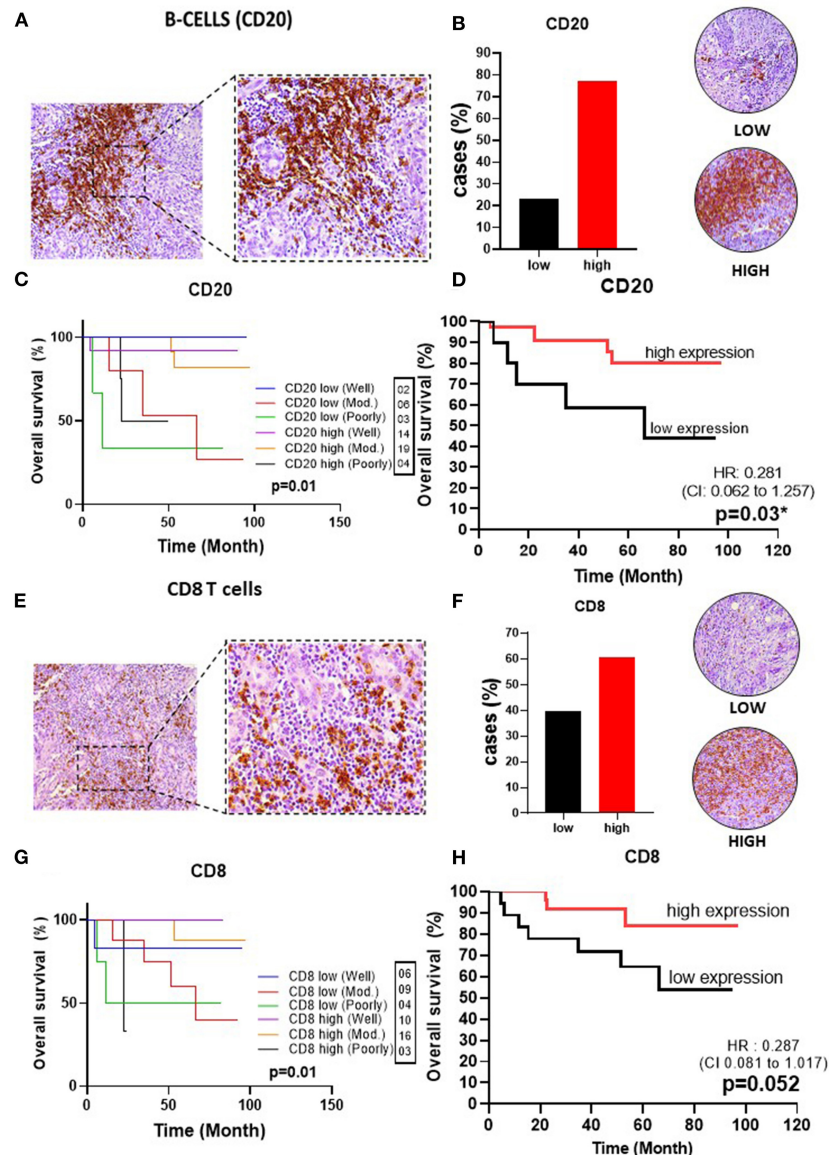 A
B-CELLS (CD20)
B
CD20
cases (%)
90
80
70
60
50
40
30
20
10
0
low
high
LOW
HIGH
C
CD20
Overall survival (%)
100
50
0
0
50
100
150
Time (Month)
CD20 low (Well) 02
CD20 low (Mod.) 06
CD20 low (Poorly) 03
CD20 high (Well) 14
CD20 high (Mod.) 19
CD20 high (Poorly) 04
p=0.01
D
CD20
Overall survival (%)
100
90
80
70
60
50
40
30
20
10
0
0
20
40
60
80
100
120
Time (Month)
high expression
low expression
HR: 0.281
(CI: 0.062 to 1.257)
p=0.03*
E
CD8 T cells
F
CD8
cases (%)
70
60
50
40
30
20
10
0
low
high
LOW
HIGH
G
CD8
Overall survival (%)
100
50
0
0
50
100
150
Time (Month)
CD8 low (Well) 06
CD8 low (Mod.) 09
CD8 low (Poorly) 04
CD8 high (Well) 10
CD8 high (Mod.) 16
CD8 high (Poorly) 03
p=0.01
H
CD8
Overall survival (%)
100
90
80
70
60
50
40
30
20
10
0
0
20
40
60
80
100
120
Time (Month)
high expression
low expression
HR : 0.287
(CI 0.081 to 1.017)
p=0.052